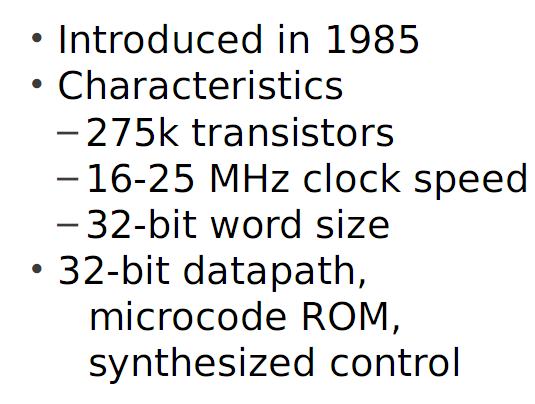 • Introduced in 1985
• Characteristics
–275k transistors
–16-25 MHz clock speed
–32-bit word size
• 32-bit datapath,
microcode ROM,
synthesized control